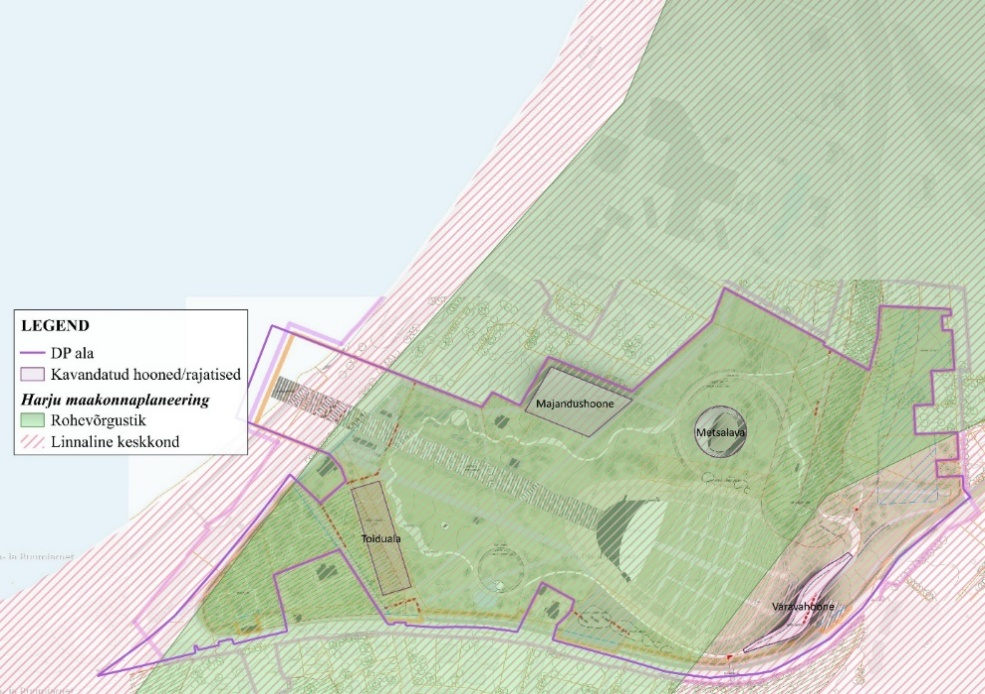 LEGEND
DP ala
Kavandatud hooned/rajatised
Harju maakonnaplaneering
Rohevõrgustik
Linnaline keskkond
Majandushoone
Metsalava
Toiduala
Väravahoone